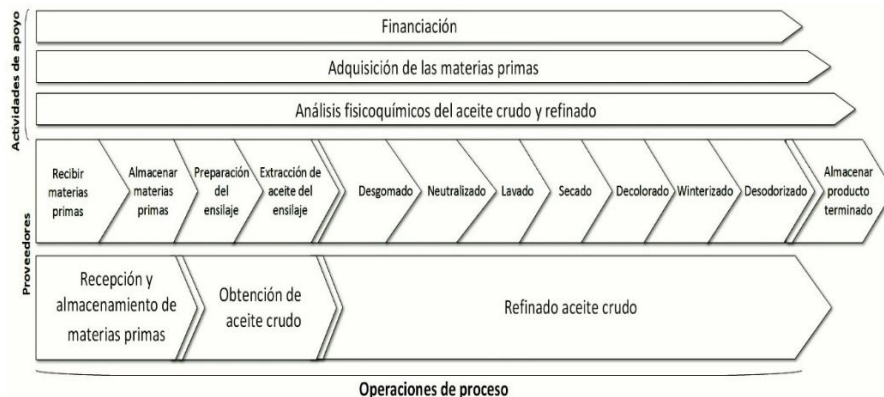 Actividades de apoyo
Financiación
Adquisición de las materias primas
Análisis fisicoquímicos del aceite crudo y refinado
Proveedores
Recibir
materias
primas
Almacenar
materias
primas
Preparación
del
ensilaje
Extracción de
aceite del
ensilaje
Desgomado
Neutralizado
Lavado
Secado
Decolorado
Winterizado
Desodorizado
Almacenar
producto
terminado
Recepción y
almacenamiento de
materias primas
Obtención de
aceite crudo
Refinado aceite crudo
Operaciones de proceso